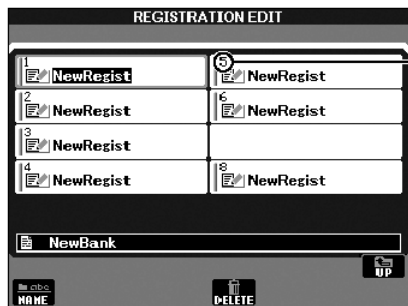 REGISTRATION EDIT
1
NewRegist
5
NewRegist
2
NewRegist
6
NewRegist
3
NewRegist
4
NewRegist
8
NewRegist
NewBank
UP
abc
NAME
DELETE